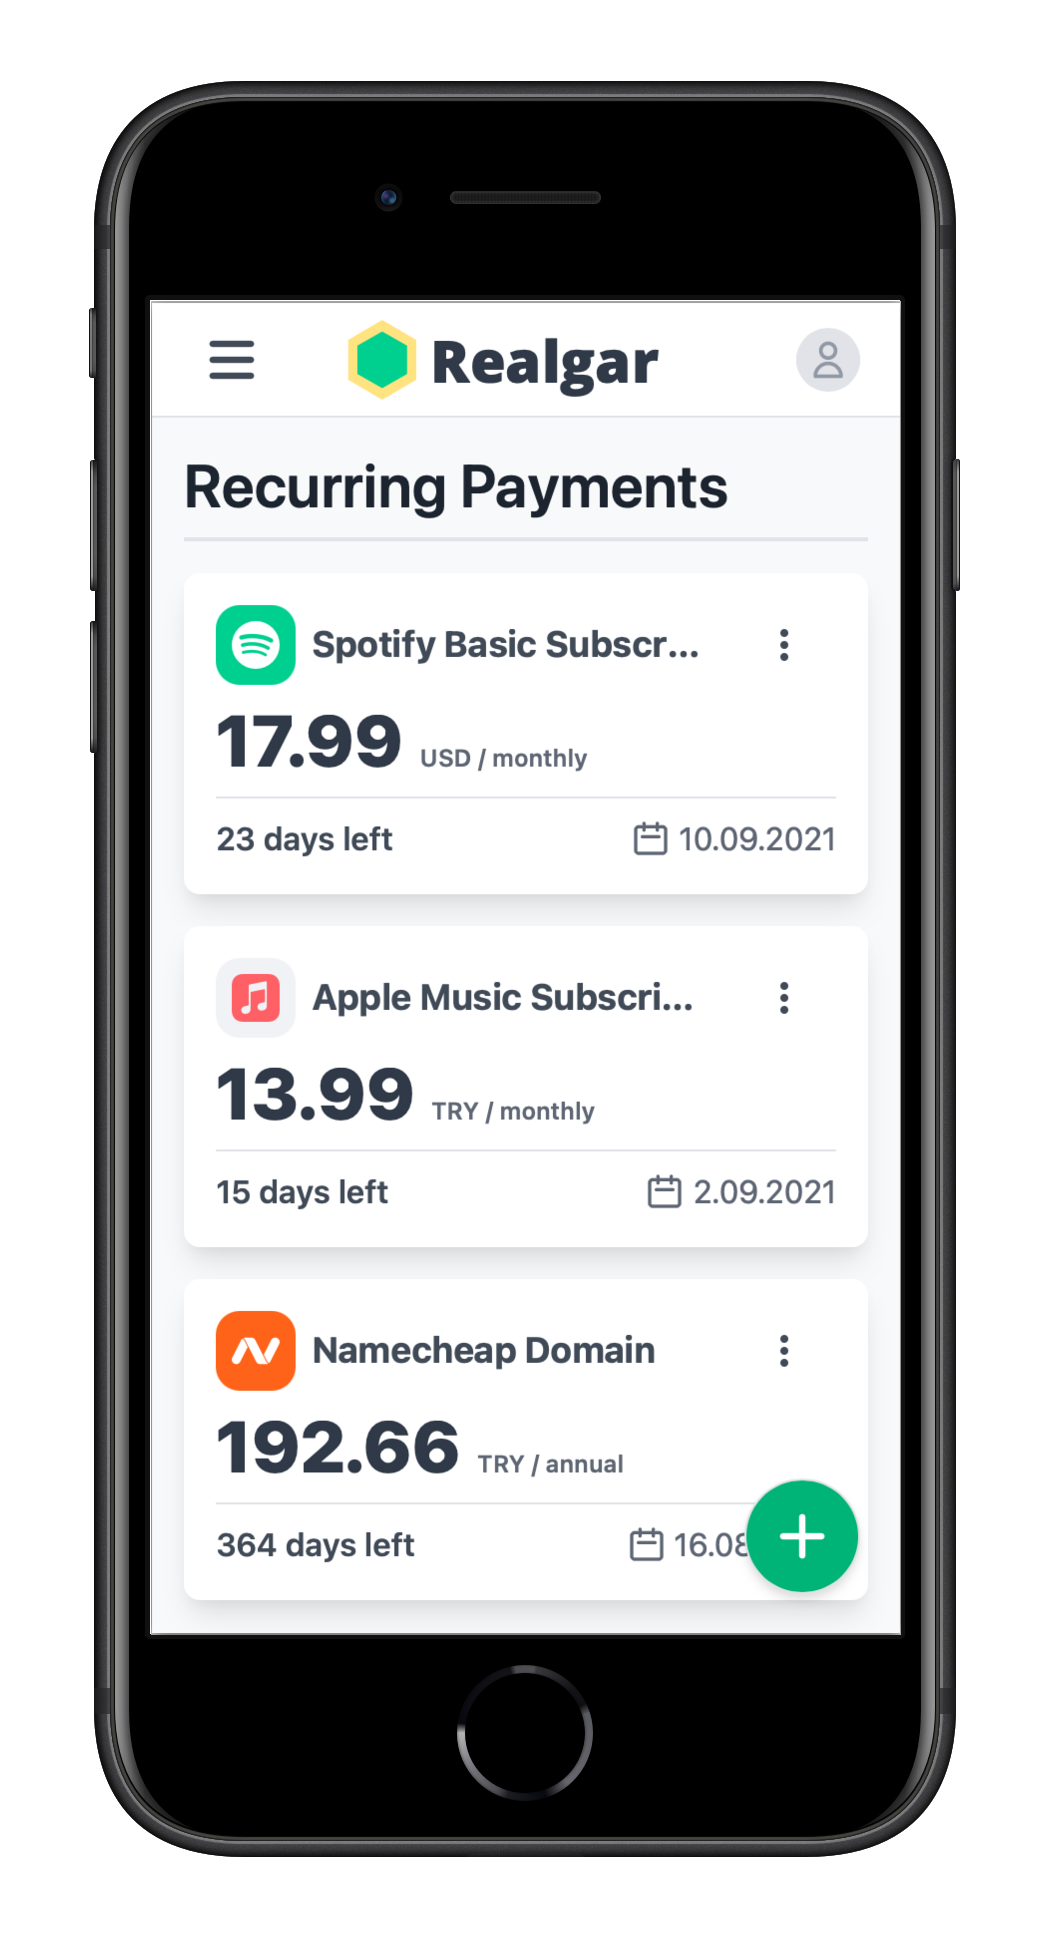 Realgar
Recurring Payments
Spotify Basic Subscr...
17.99 USD / monthly
23 days left 10.09.2021
Apple Music Subscri...
13.99 TRY / monthly
15 days left 2.09.2021
Namecheap Domain
192.66 TRY / annual
364 days left 16.08